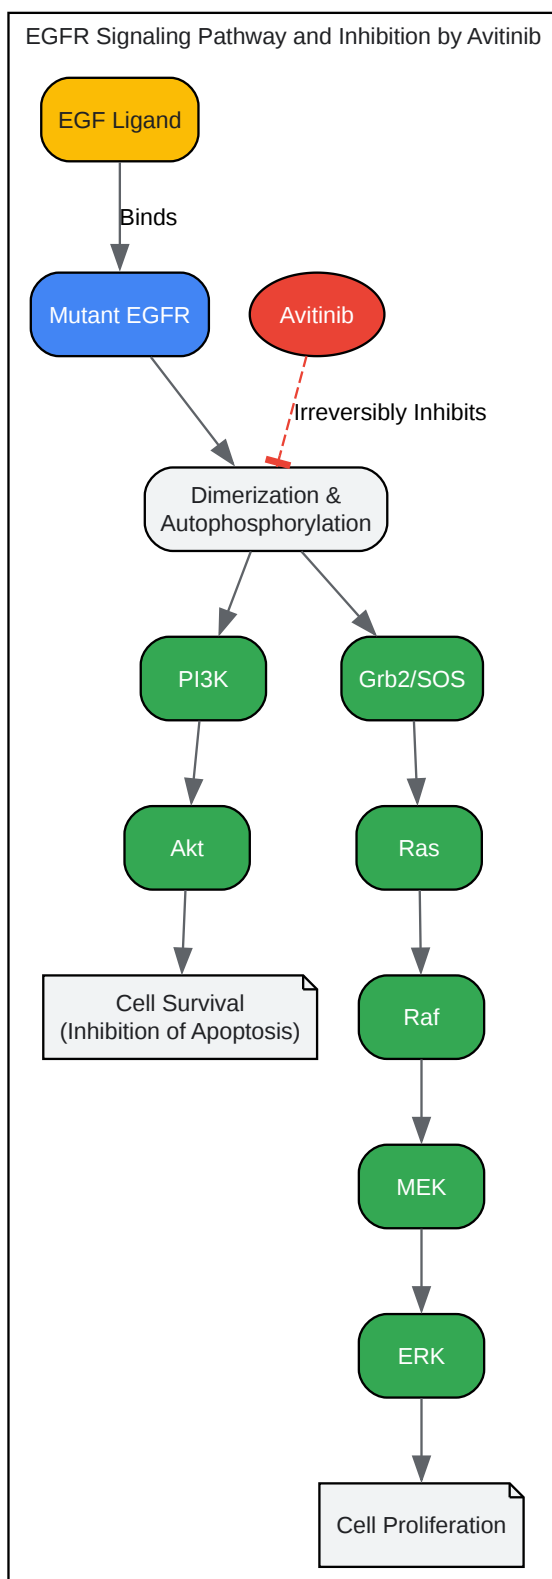 EGFR Signaling Pathway and Inhibition by Avitinib
EGF Ligand
Binds
Mutant EGFR
Avitinib
Irreversibly Inhibits
Dimerization &
Autophosphorylation
PI3K
Grb2/SOS
Akt
Ras
Cell Survival
(Inhibition of Apoptosis)
Raf
MEK
ERK
Cell Proliferation